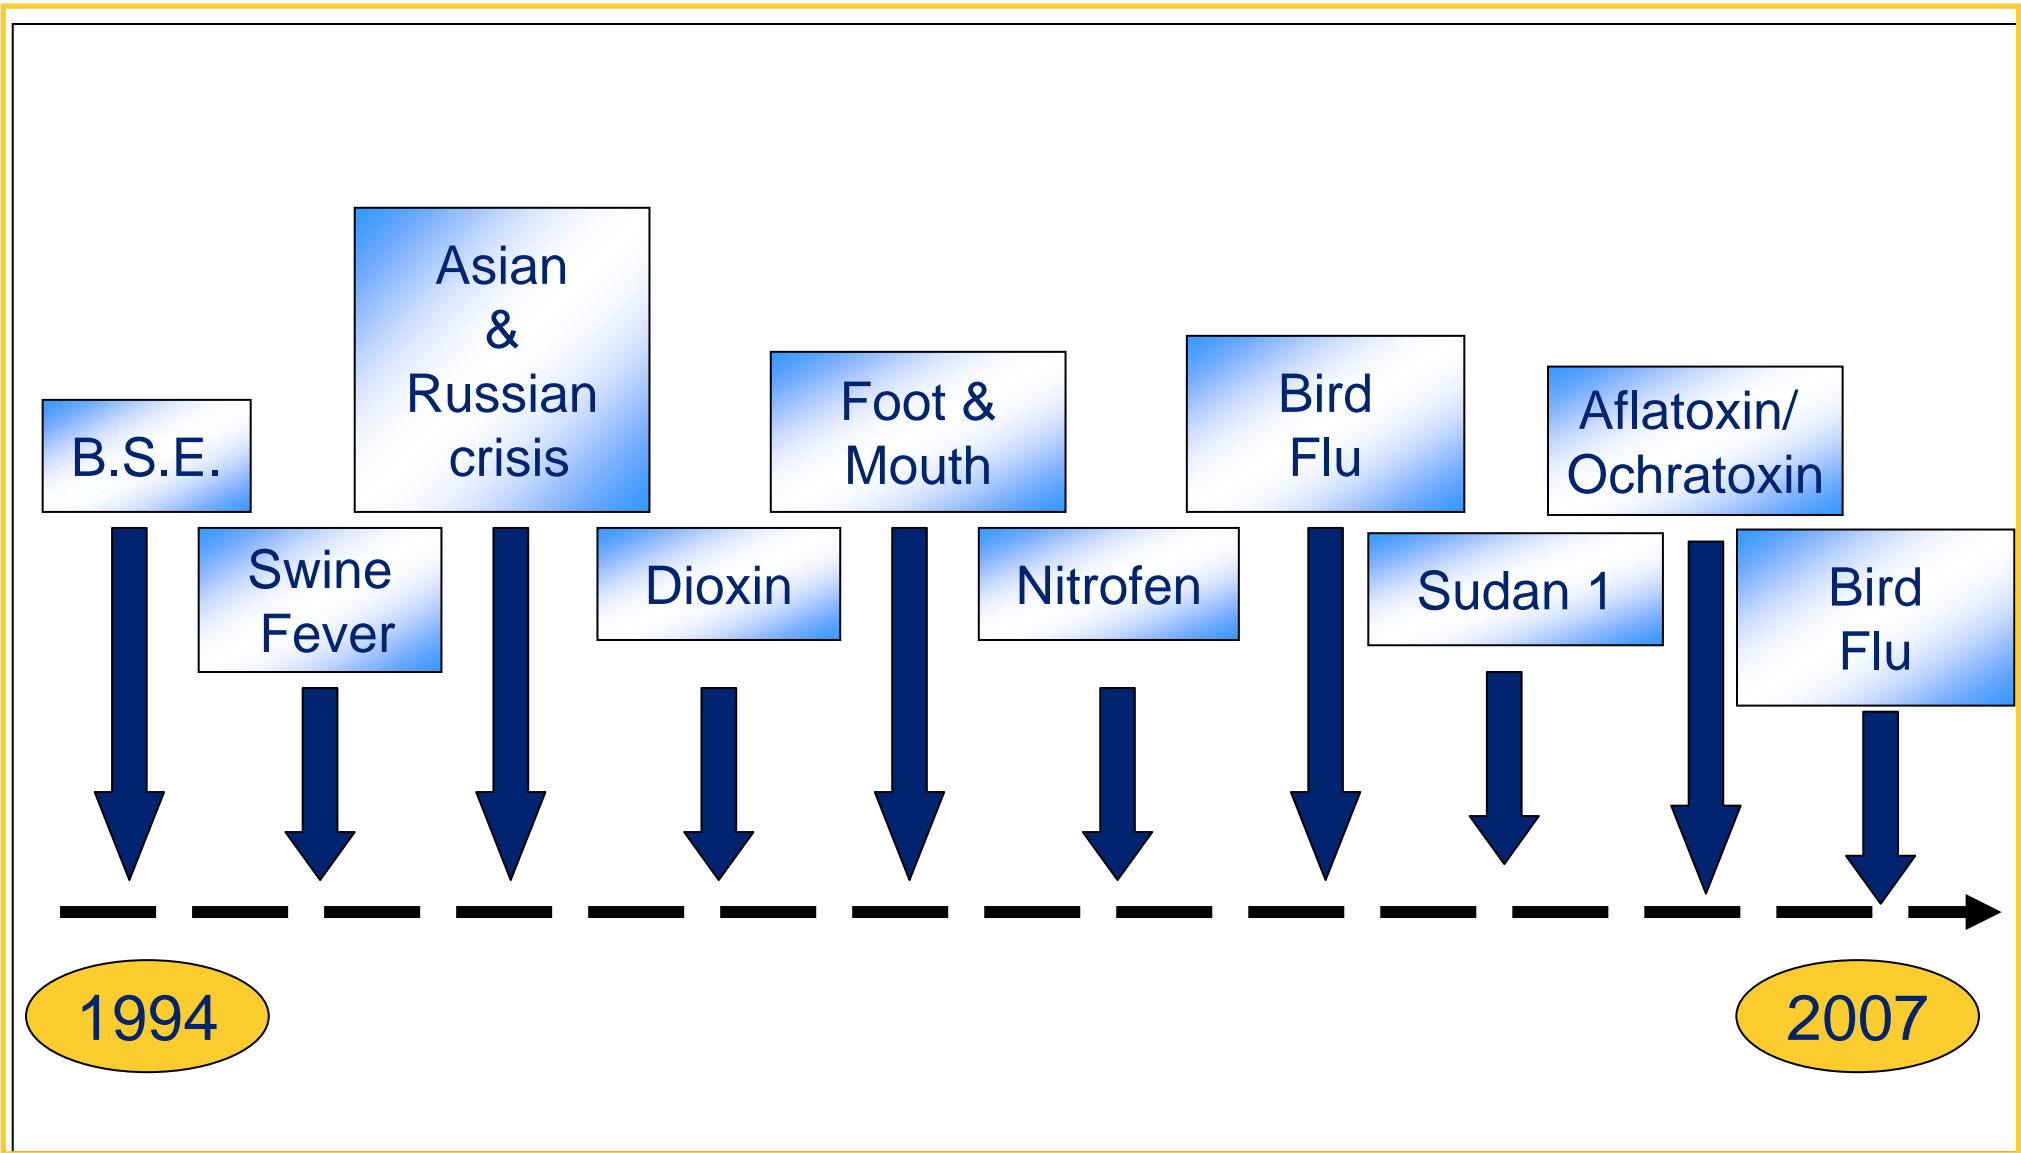 B.S.E.
Swine
Fever
Asian
&
Russian
crisis
Dioxin
Foot &
Mouth
Nitrofen
Bird
Flu
Sudan 1
Aflatoxin/
Ochratoxin
Bird
Flu
1994
2007